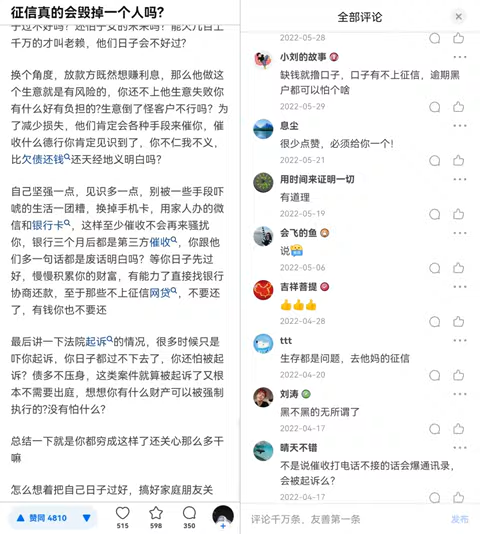 征信真的会毁掉一个人吗？
千万的才叫老赖，他们日子会不好过？
换个角度，放款方既然想赚利息，那么他做这
个生意就是有风险的，你还不上他生意失败你
有什么好有负担的?生意倒了怪客户不行吗？为
了减少损失，他们肯定会各种手段来催你，催
收什么德行你肯定见识到了，你不仁我不义，
比欠债还钱还天经地义明白吗？
自己坚强一点，见识多一点，别被一些手段吓
唬的生活一团糟，换掉手机卡，用家人办的微
信和银行卡，这样至少催收不会再来骚扰
你，银行三个月后都是第三方催收，你跟他
们多一句话都是废话明白吗？等你日子先过
好，慢慢积累你的财富，有能力了直接找银行
协商还款，至于那些不上征信网贷，不要还
了，有钱你也不要还
最后讲一下法院起诉的情况，很多时候只是
吓你起诉，你日子都过不下去了，你还怕被起
诉？债多不压身，这类案件就算被起诉了又根
本不需要出庭，想想你有什么财产可以被强制
执行的?没有怕什么？
总结一下就是你都穷成这样了还关心那么多干
嘛
怎么想着把自己日子过好，搞好家庭朋友关
赞同 4810
515
598
350
全部评论
2022-05-28
小刘的故事
缺钱就撸口子，口子有不上征信，逾期黑
户都可以怕个啥
2022-05-29
息尘
很少点赞，必须给你一个！
2022-05-21
用时间来证明一切
有道理
2022-05-19
会飞的鱼
说
2022-05-06
吉祥菩提
2022-04-28
ttt
生存都是问题，去他妈的征信
2022-04-20
刘涛
黑不黑的无所谓了
2022-04-17
晴天不错
不是说催收打电话不接的话会爆通讯录，
会被起诉么？
2022-04-17
评论千万条，友善第一条
发布